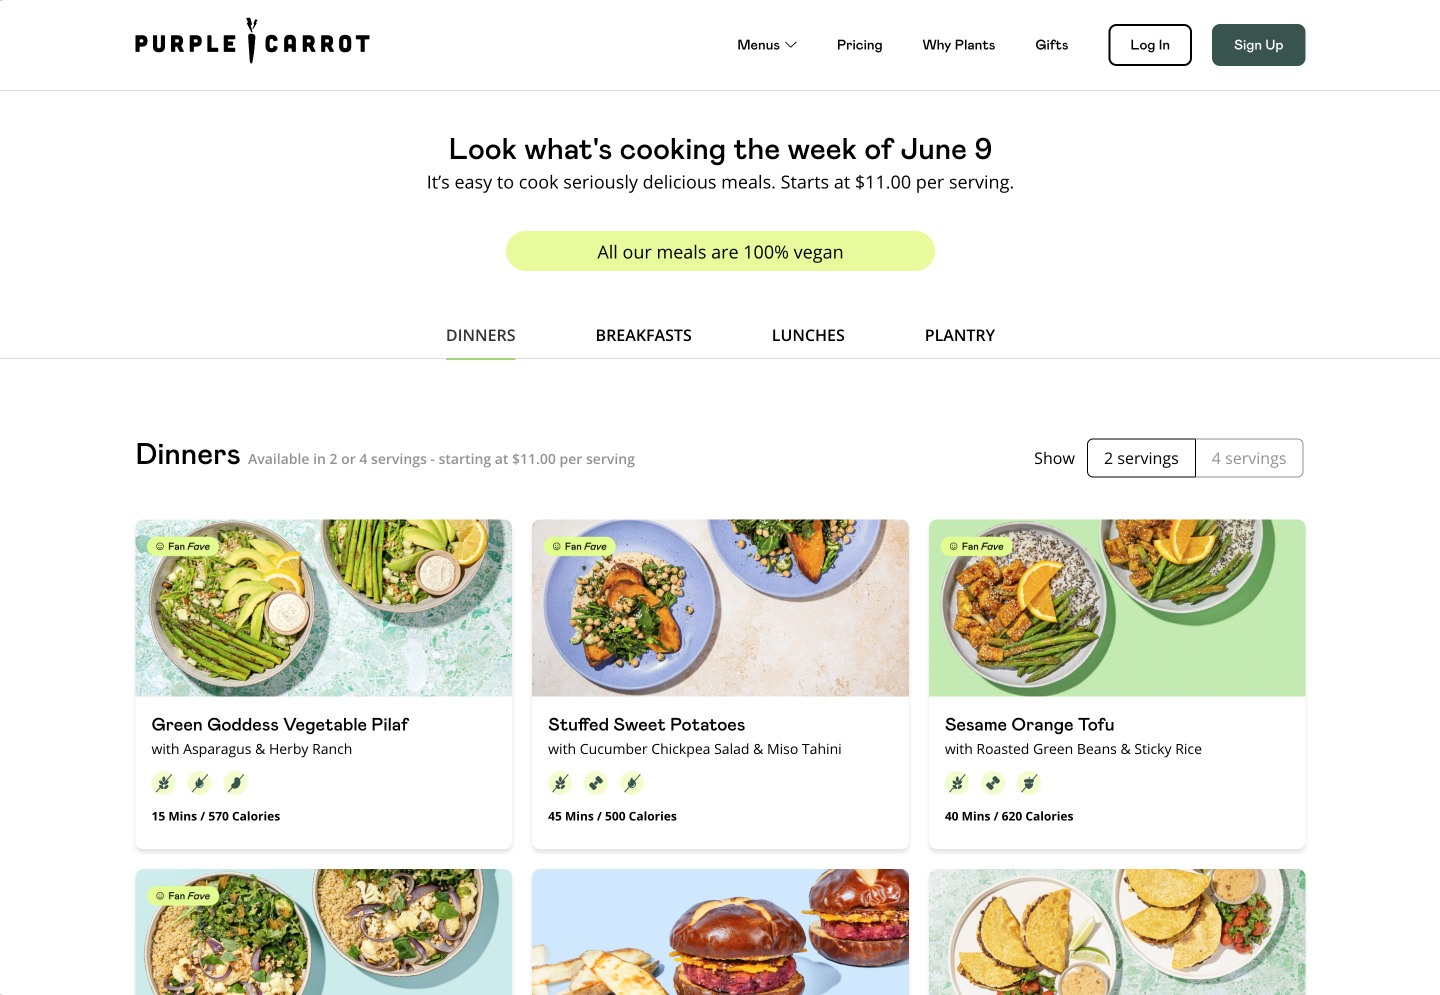 PURPLE CARROT
Menus
Pricing
Why Plants
Gifts
Log In
Sign Up
Look what's cooking the week of June 9
It’s easy to cook seriously delicious meals. Starts at $11.00 per serving.
All our meals are 100% vegan
DINNERS
BREAKFASTS
LUNCHES
PLANTRY
Dinners Available in 2 or 4 servings - starting at $11.00 per serving
Show
2 servings
4 servings
Fan Fave
Fan Fave
Fan Fave
Green Goddess Vegetable Pilaf
with Asparagus & Herby Ranch
15 Mins / 570 Calories
Stuffed Sweet Potatoes
with Cucumber Chickpea Salad & Miso Tahini
45 Mins / 500 Calories
Sesame Orange Tofu
with Roasted Green Beans & Sticky Rice
40 Mins / 620 Calories
Fan Fave